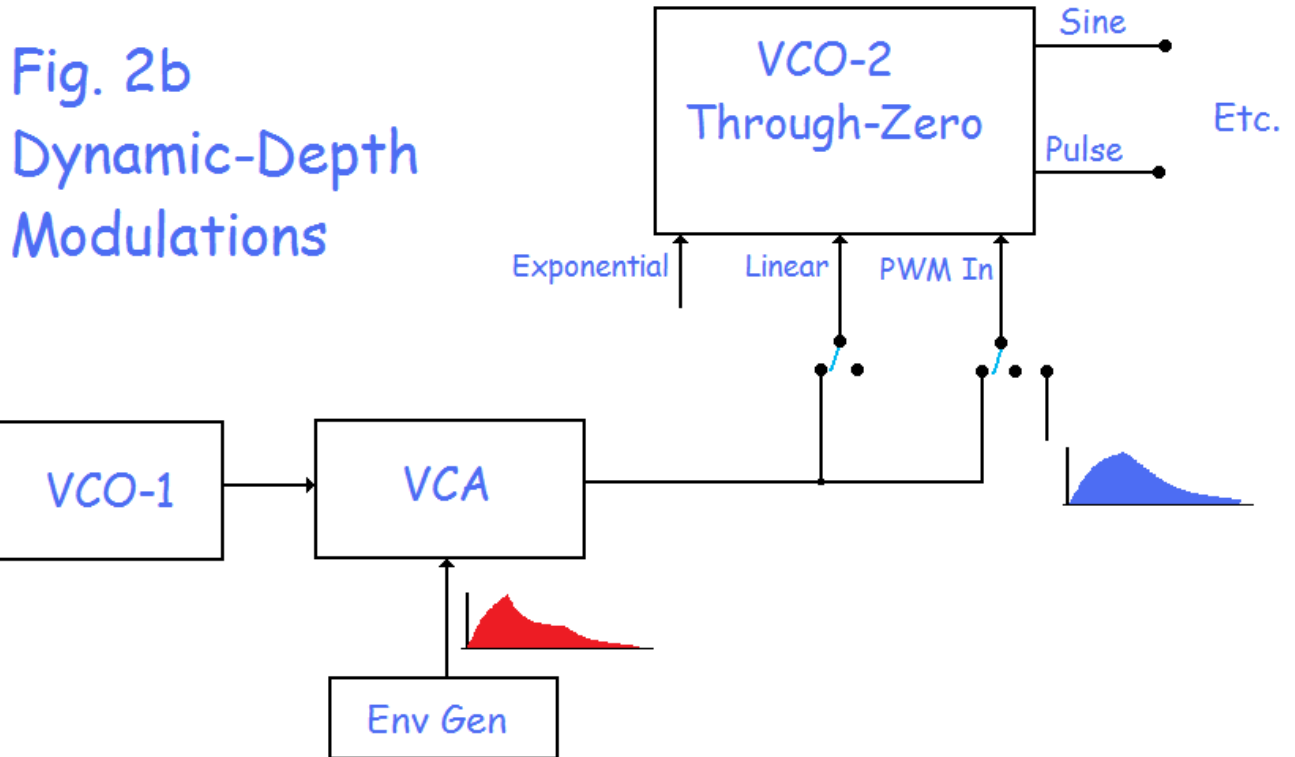 Fig. 2b
Dynamic-Depth
Modulations
VCO-2
Through-Zero
Sine
Etc.
Pulse
Exponential
Linear
PWM In
VCO-1
VCA
Env Gen